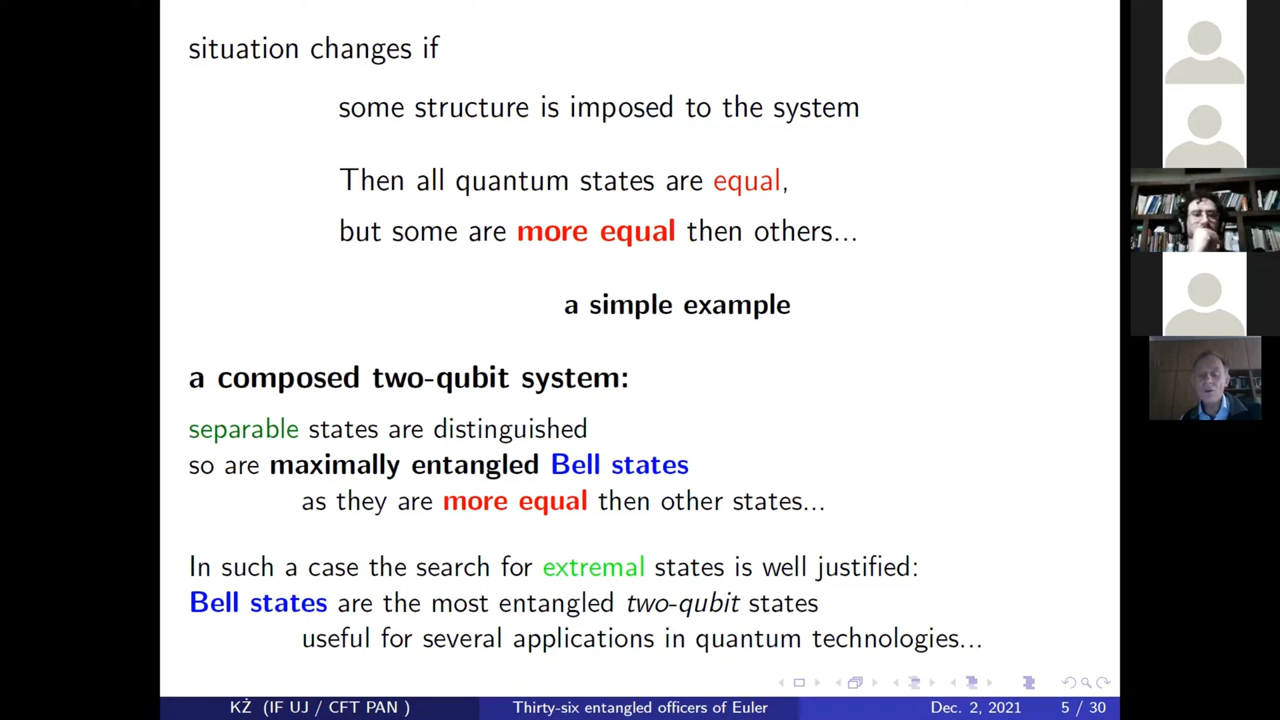 situation changes if
some structure is imposed to the system
Then all quantum states are equal,
but some are more equal then others...
a simple example
a composed two-qubit system:
separable states are distinguished
so are maximally entangled Bell states
as they are more equal then other states...
In such a case the search for extremal states is well justified:
Bell states are the most entangled two-qubit states
useful for several applications in quantum technologies...
KŻ (IF UJ / CFT PAN ) Thirty-six entangled officers of Euler Dec. 2, 2021 5 / 30